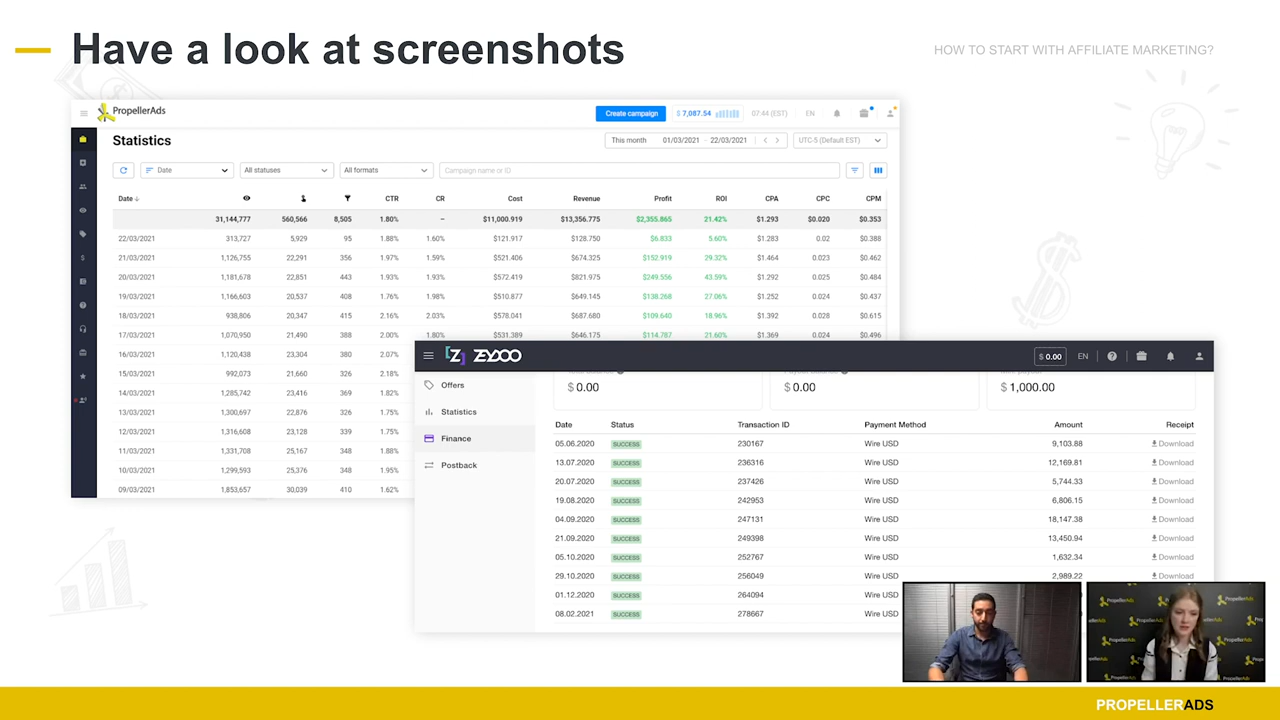 Have a look at screenshots
HOW TO START WITH AFFILIATE MARKETING?
PropellerAds
Create campaign
$ 7,087.54
07:44 (EST)
EN
Statistics
This month 01/03/2021 – 22/03/2021
UTC-5 (Default EST)
Date
All statuses
All formats
Campaign name or ID
Date CTR CR Cost Revenue Profit ROI CPA CPC CPM
31,144,777 560,566 8,505 1.80% – $11,000.919 $13,356.775 $2,355.865 21.42% $1.293 $0.020 $0.353
22/03/2021 313,727 5,929 95 1.88% 1.60% $121.917 $128.750 $6.833 5.60% $1.283 0.02 $0.388
21/03/2021 1,126,755 22,291 356 1.97% 1.59% $521.406 $674.325 $152.919 29.32% $1.464 0.023 $0.462
20/03/2021 1,181,678 22,851 443 1.93% 1.93% $572.419 $821.975 $249.556 43.59% $1.292 0.025 $0.484
19/03/2021 1,166,603 20,537 408 1.76% 1.98% $510.877 $649.145 $138.268 27.06% $1.252 0.024 $0.437
18/03/2021 938,806 20,347 415 2.16% 2.03% $578.041 $687.680 $109.640 18.96% $1.392 0.028 $0.615
17/03/2021 1,070,950 21,490 388 2.00% 1.80% $531.389 $646.175 $114.787 21.60% $1.369 0.024 $0.496
16/03/2021 1,120,438 23,304 380 2.07%
15/03/2021 992,073 21,660 326 2.18%
14/03/2021 1,285,742 23,416 369 1.82%
13/03/2021 1,300,697 22,876 326 1.75%
12/03/2021 1,316,608 23,128 339 1.75%
11/03/2021 1,331,708 25,167 348 1.88%
10/03/2021 1,299,593 25,376 348 1.95%
09/03/2021 1,853,657 30,039 410 1.62%
[Z] ZEYDOO
$ 0.00
EN
Offers
Statistics
Finance
Postback
$ 0.00
$ 0.00
$ 1,000.00
Date Status Transaction ID Payment Method Amount Receipt
05.06.2020 SUCCESS 230167 Wire USD 9,103.88 Download
13.07.2020 SUCCESS 236316 Wire USD 12,169.81 Download
20.07.2020 SUCCESS 237426 Wire USD 5,744.33 Download
19.08.2020 SUCCESS 242953 Wire USD 6,806.15 Download
04.09.2020 SUCCESS 247131 Wire USD 18,147.38 Download
21.09.2020 SUCCESS 249398 Wire USD 13,450.94 Download
05.10.2020 SUCCESS 252767 Wire USD 1,632.34 Download
29.10.2020 SUCCESS 256049 Wire USD 2,989.22 Download
01.12.2020 SUCCESS 264094 Wire USD
08.02.2021 SUCCESS 278667 Wire USD
PropellerAds
PropellerAds
PropellerAds
PROPELLERADS